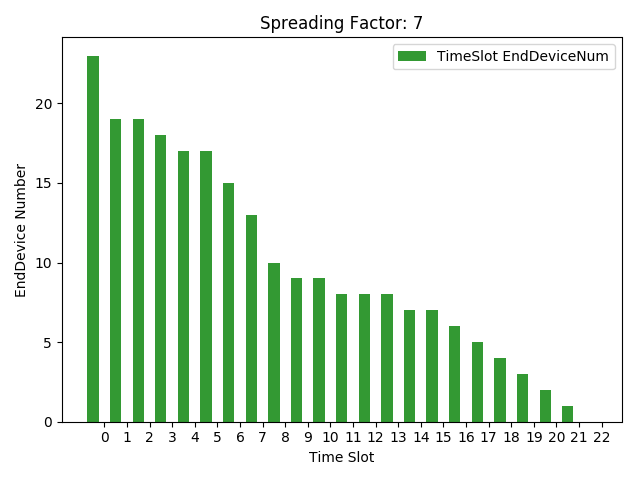 Spreading Factor: 7
TimeSlot EndDeviceNum
EndDevice Number
20
15
10
5
0
0 1 2 3 4 5 6 7 8 9 10 11 12 13 14 15 16 17 18 19 20 21 22
Time Slot